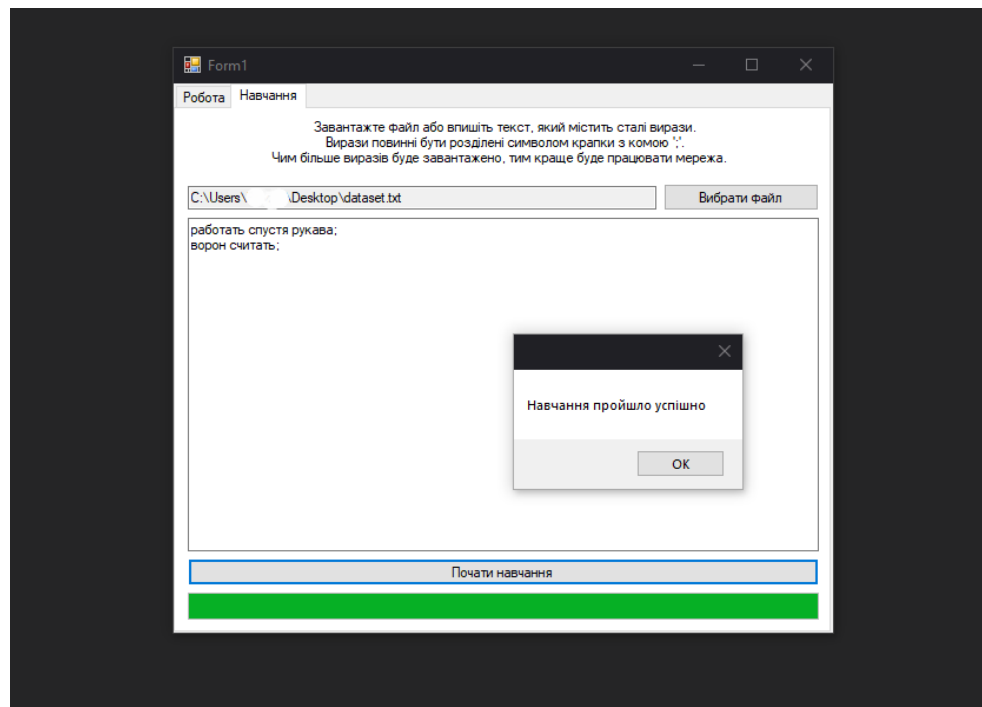 Form1
Робота Навчання
Завантажте файл або впишіть текст, який містить сталі вирази.
Вирази повинні бути розділені символом крапки з комою ';'.
Чим більше виразів буде завантажено, тим краще буде працювати мережа.
C:\Users\ \Desktop\dataset.txt Вибрати файл
работать спустя рукава;
ворон считать;
Навчання пройшло успішно
OK
Почати навчання